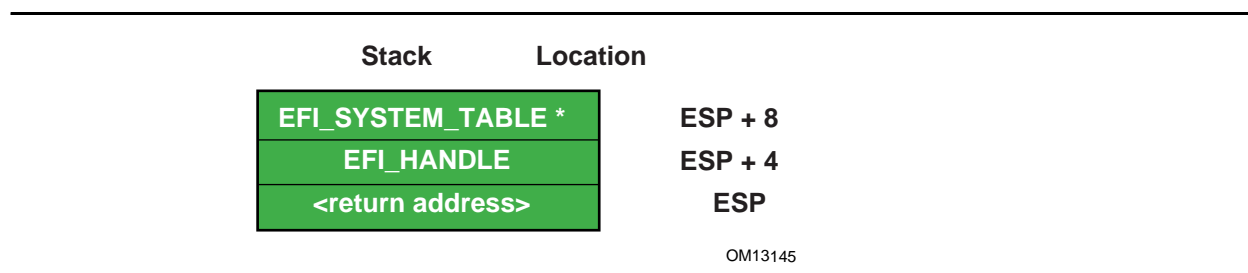 Stack Location
EFI_SYSTEM_TABLE * ESP + 8
EFI_HANDLE ESP + 4
<return address> ESP
OM13145